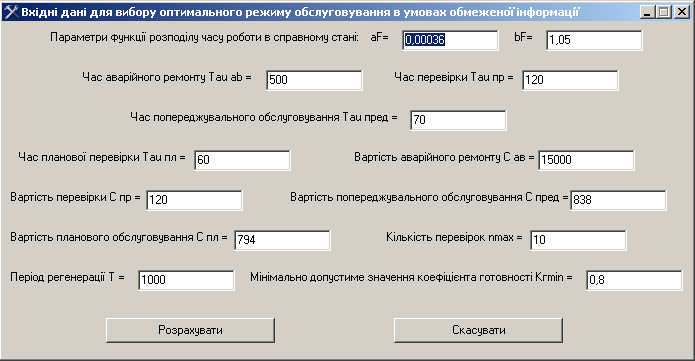 Вхідні дані для вибору оптимального режиму обслуговування в умовах обмеженої інформації
Параметри функції розподілу часу роботи в справному стані: aF= 0,00036 bF= 1,05
Час аварійного ремонту Tau ab = 500 Час перевірки Tau пр = 120
Час попереджувального обслуговування Tau пред = 70
Час планової перевірки Tau пл = 60 Вартість аварійного ремонту С ав = 15000
Вартість перевірки С пр = 120 Вартість попереджувального обслуговування С пред = 838
Вартість планового обслуговування С пл = 794 Кількість перевірок nmax = 10
Період регенерації Т = 1000 Мінімально допустиме значення коефіцієнта готовності Кгmin = 0,8
Розрахувати Скасувати